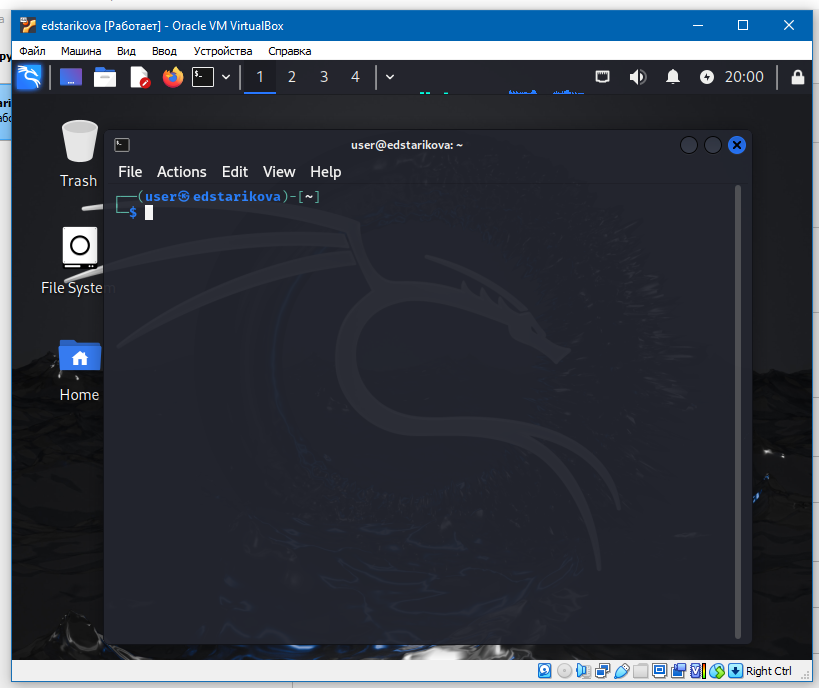 edstarikova [Работает] - Oracle VM VirtualBox
Файл Машина Вид Ввод Устройства Справка
1 2 3 4 20:00
Trash
File Syste
Home
user@edstarikova: ~
File Actions Edit View Help
(user㉿edstarikova)-[~]
$
Right Ctrl